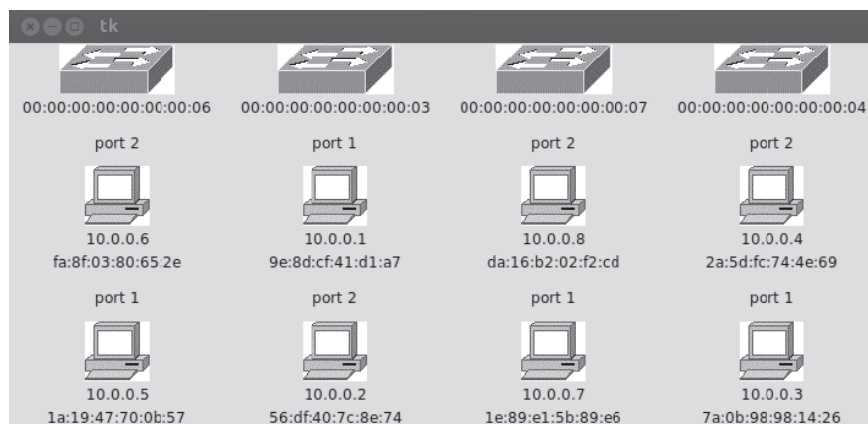 tk
00:00:00:00:00:00:00:06 00:00:00:00:00:00:00:03 00:00:00:00:00:00:00:07 00:00:00:00:00:00:00:04
port 2 port 1 port 2 port 2
10.0.0.6 10.0.0.1 10.0.0.8 10.0.0.4
fa:8f:03:80:65:2e 9e:8d:cf:41:d1:a7 da:16:b2:02:f2:cd 2a:5d:fc:74:4e:69
port 1 port 2 port 1 port 1
10.0.0.5 10.0.0.2 10.0.0.7 10.0.0.3
1a:19:47:70:0b:57 56:df:40:7c:8e:74 1e:89:e1:5b:89:e6 7a:0b:98:98:14:26